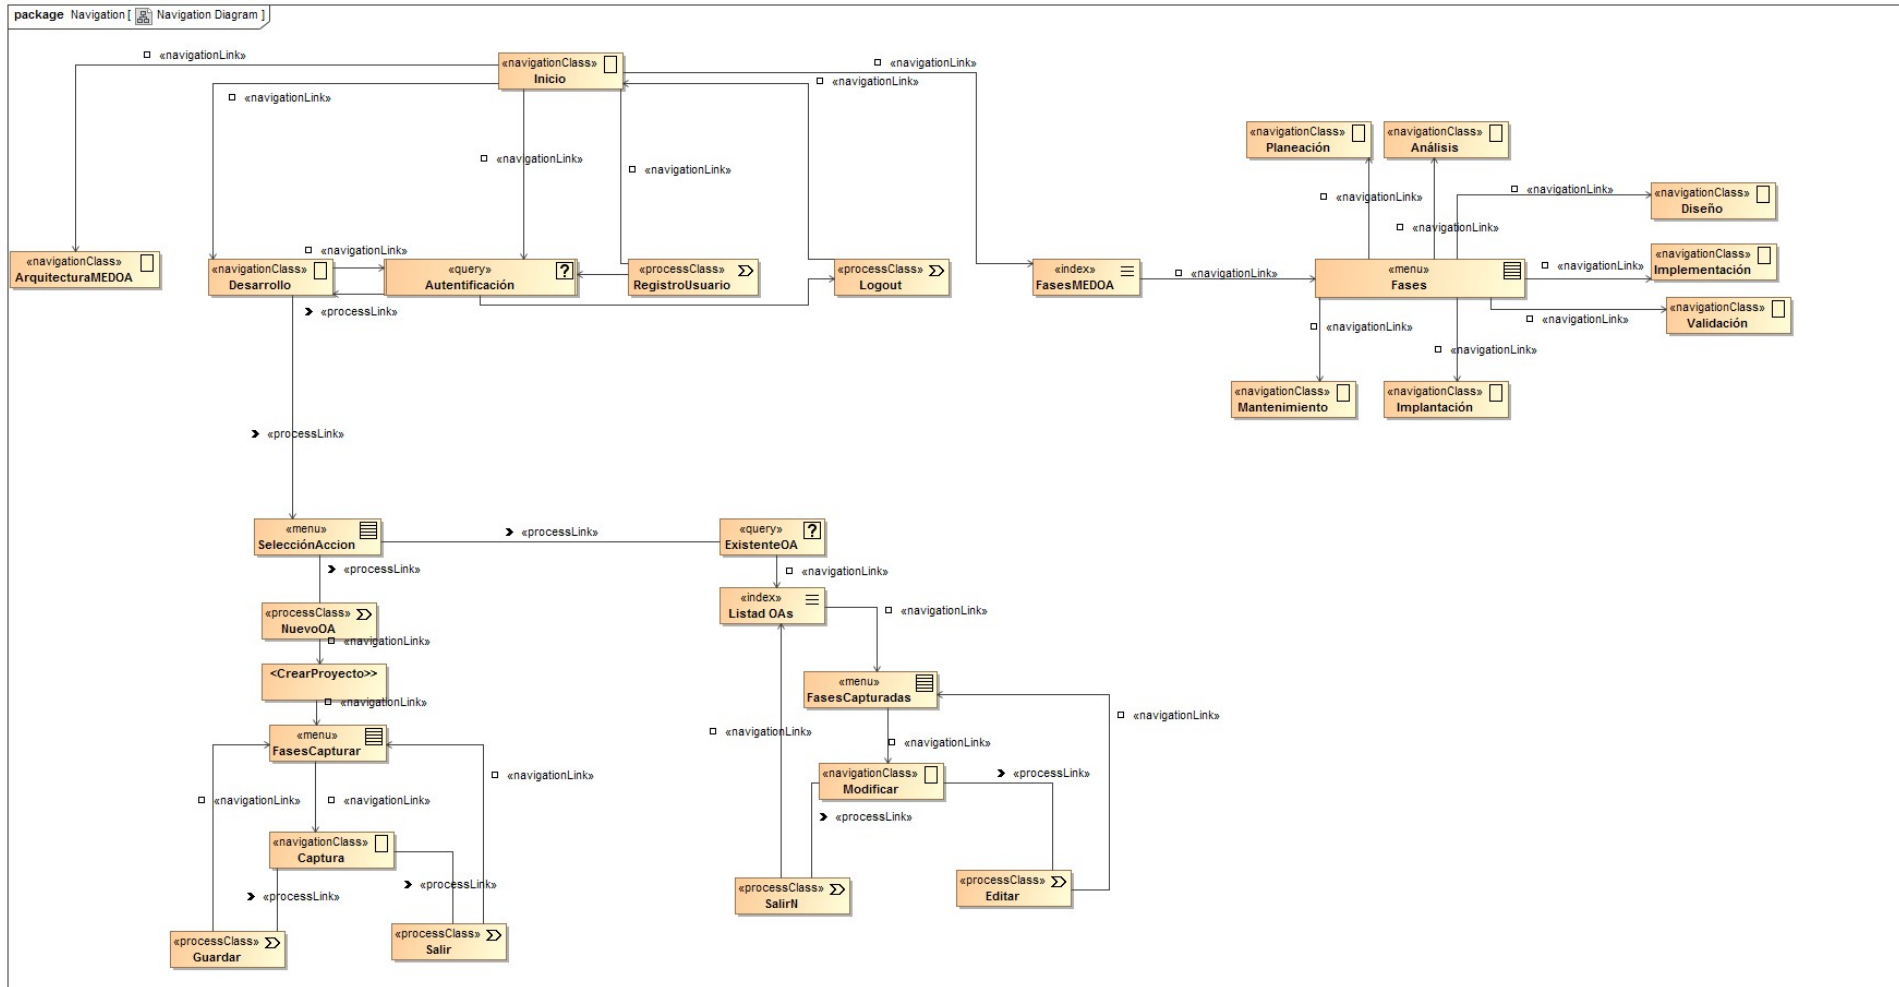 package Navigation [ Navigation Diagram ]
«navigationLink»
«navigationClass»
Inicio
«navigationLink»
«navigationLink»
«navigationLink»
«navigationLink»
«navigationLink»
«navigationClass»
Planeación
«navigationClass»
Análisis
«navigationLink»
«navigationLink»
«navigationLink»
«navigationClass»
Diseño
«navigationLink»
«navigationLink»
«navigationClass»
ArquitecturaMEDOA
«navigationClass»
Desarrollo
«query»
Autentificación
«processClass»
RegistroUsuario
«processClass»
Logout
«index»
FasesMEDOA
«navigationLink»
«menu»
Fases
«navigationLink»
«navigationClass»
Implementación
«processLink»
«navigationLink»
«navigationLink»
«navigationClass»
Validación
«navigationLink»
«navigationClass»
Mantenimiento
«navigationClass»
Implantación
«processLink»
«menu»
SelecciónAccion
«processLink»
«query»
ExistenteOA
«processLink»
«navigationLink»
«processClass»
NuevoOA
«index»
Listad OAs
«navigationLink»
«navigationLink»
<CrearProyecto>>
«menu»
FasesCapturadas
«navigationLink»
«navigationLink»
«menu»
FasesCapturar
«navigationLink»
«navigationLink»
«navigationLink»
«navigationClass»
Modificar
«processLink»
«navigationLink»
«navigationLink»
«processLink»
«navigationClass»
Captura
«processLink»
«processLink»
«processClass»
SalirN
«processClass»
Editar
«processClass»
Guardar
«processClass»
Salir